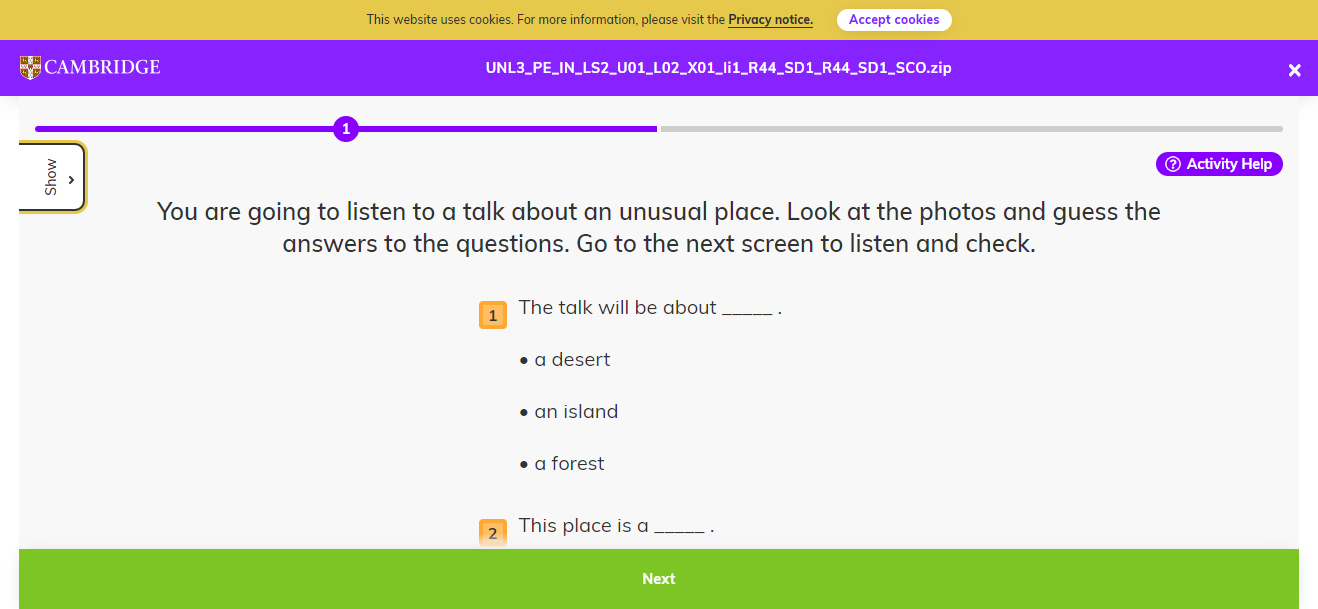 This website uses cookies. For more information, please visit the Privacy notice.
Accept cookies
CAMBRIDGE
UNL3_PE_IN_LS2_U01_L02_X01_Ii1_R44_SD1_R44_SD1_SCO.zip
1
Show
Activity Help
You are going to listen to a talk about an unusual place. Look at the photos and guess the
answers to the questions. Go to the next screen to listen and check.
1 The talk will be about _____ .
• a desert
• an island
• a forest
2 This place is a _____ .
Next